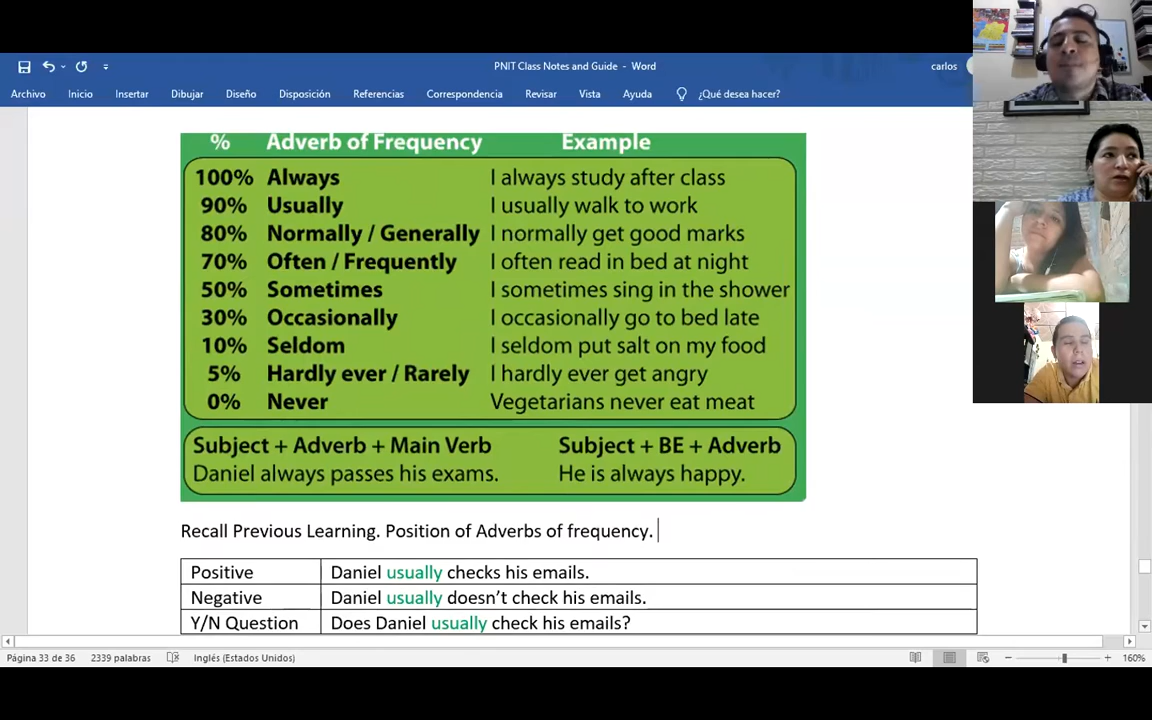 PNIT Class Notes and Guide - Word
carlos
Archivo Inicio Insertar Dibujar Diseño Disposición Referencias Correspondencia Revisar Vista Ayuda ¿Qué desea hacer?
% Adverb of Frequency Example
100% Always I always study after class
90% Usually I usually walk to work
80% Normally / Generally I normally get good marks
70% Often / Frequently I often read in bed at night
50% Sometimes I sometimes sing in the shower
30% Occasionally I occasionally go to bed late
10% Seldom I seldom put salt on my food
5% Hardly ever / Rarely I hardly ever get angry
0% Never Vegetarians never eat meat
Subject + Adverb + Main Verb Subject + BE + Adverb
Daniel always passes his exams. He is always happy.
Recall Previous Learning. Position of Adverbs of frequency.
Positive Daniel usually checks his emails.
Negative Daniel usually doesn't check his emails.
Y/N Question Does Daniel usually check his emails?
Página 33 de 36 2339 palabras Inglés (Estados Unidos) 160%